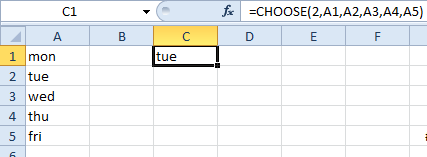 C1 fx =CHOOSE(2,A1,A2,A3,A4,A5)
A B C D E F
1 mon tue
2 tue
3 wed
4 thu
5 fri
6